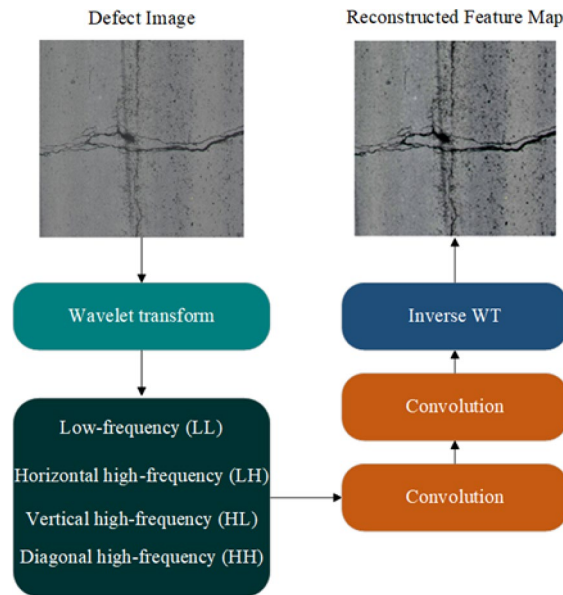 Defect Image
Reconstructed Feature Map
Wavelet transform
Inverse WT
Low-frequency (LL)
Horizontal high-frequency (LH)
Vertical high-frequency (HL)
Diagonal high-frequency (HH)
Convolution
Convolution